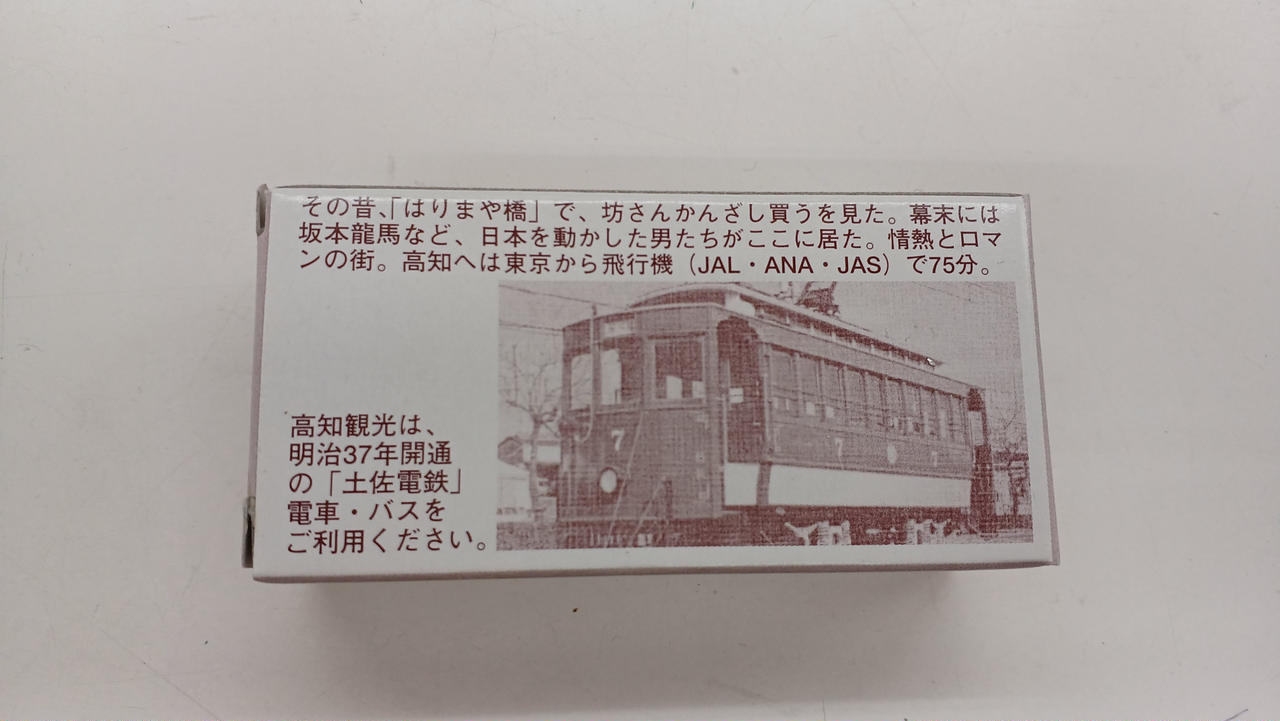 その昔、「はりまや橋」で、坊さんかんざし買うを見た。幕末には
坂本龍馬など、日本を動かした男たちがここに居た。情熱とロマ
ンの街。高知へは東京から飛行機（JAL・ANA・JAS）で75分。
高知観光は、
明治37年開通
の「土佐電鉄」
電車・バスを
ご利用ください。
7
7 7